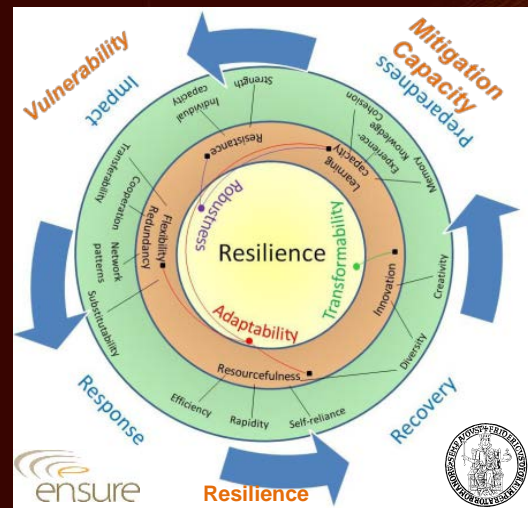 Vulnerability
Mitigation
Capacity
Impact
Preparedness
Strength
Individual
capacity
Resistance
Cohesion
Knowledge
Experience-
Memory
Learning
capacity
Transferability
Cooperation
Redundancy
Flexibility
Network
patterns
Substitutability
Robustness
Resilience
Transformability
Adaptability
Innovation
Creativity
Diversity
Resourcefulness
Efficiency
Rapidity
Self-reliance
Response
Recovery
ensure
Resilience